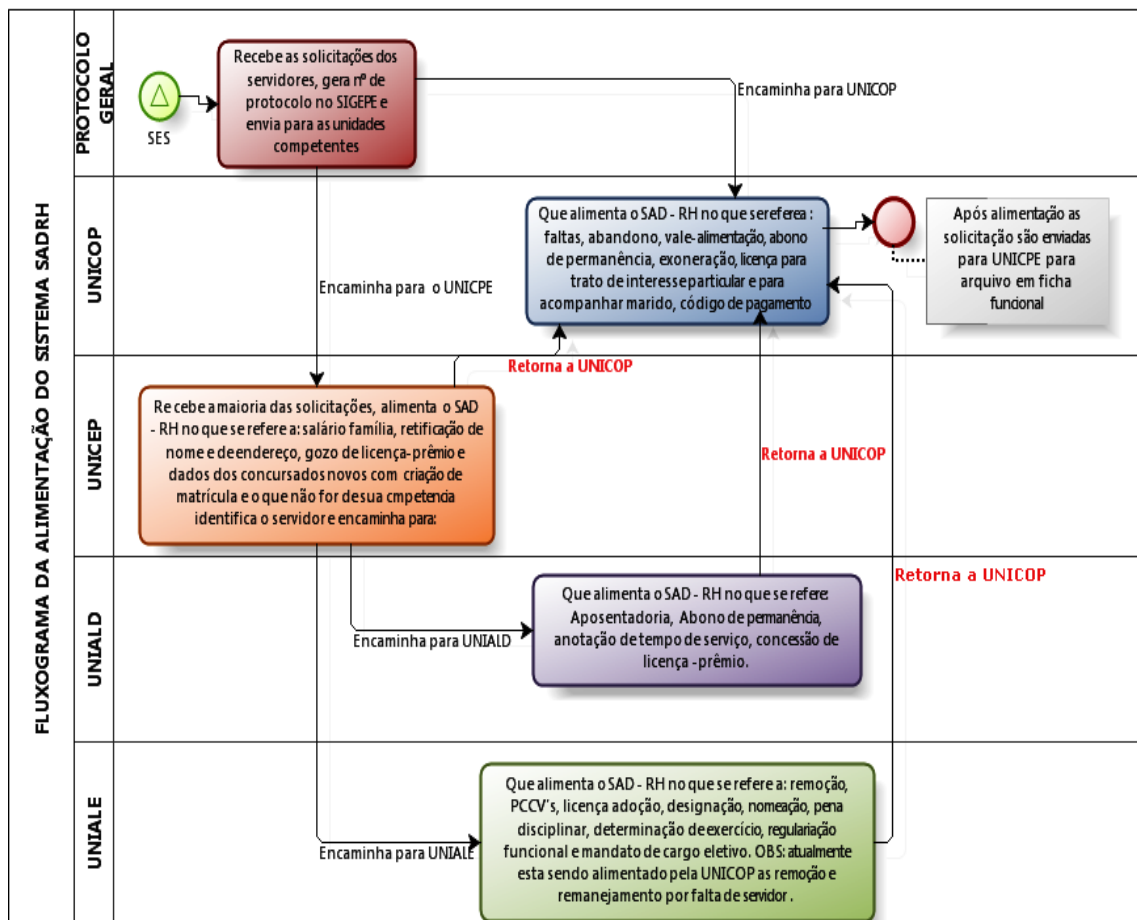 FLUXOGRAMA DA ALIMENTAÇÃO DO SISTEMA SADRH
PROTOCOLO
GERAL
SES
Recebe as solicitações dos
servidores, gera nº de
protocolo no SIGEPE e
envia para as unidades
competentes
Encaminha para UNICOP
UNICOP
Encaminha para o UNICPE
Que alimenta o SAD - RH no que sereferea :
faltas, abandono, vale-alimentação, abono
de permanência, exoneração, licença para
trato de interesse particular e para
acompanhar marido, código de pagamento
Após alimentação as
solicitação são enviadas
para UNICPE para
arquivo em ficha
funcional
UNICEP
Retorna a UNICOP
Recebe a maioria das solicitações, alimenta o SAD
- RH no que se refere a: salário família, retificação de
nome e de endereço, gozo de licença-prêmio e
dados dos concursados novos com criação de
matrícula e o que não for de sua cmpetencia
identifica o servidor e encaminha para:
Retorna a UNICOP
UNIALD
Encaminha para UNIALD
Que alimenta o SAD - RH no que se refere:
Aposentadoria, Abono de permanência,
anotação de tempo de serviço, concessão de
licença -prêmio.
Retorna a UNICOP
UNIALE
Encaminha para UNIALE
Que alimenta o SAD - RH no que se refere a: remoção,
PCCV's, licença adoção, designação, nomeação, pena
disciplinar, determinação de exercício, regulariação
funcional e mandato de cargo eletivo. OBS: atualmente
esta sendo alimentado pela UNICOP as remoção e
remanejamento por falta de servidor .